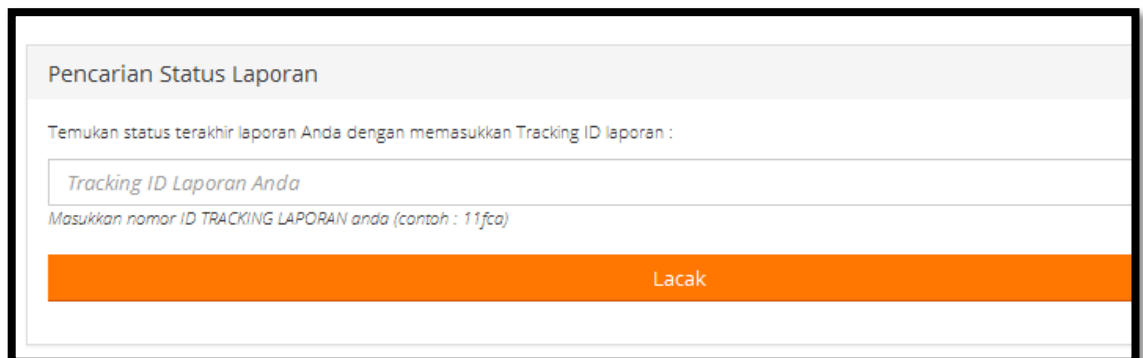 Pencarian Status Laporan
Temukan status terakhir laporan Anda dengan memasukkan Tracking ID laporan :
Tracking ID Laporan Anda
Masukkan nomor ID TRACKING LAPORAN anda (contoh : 11fca)
Lacak